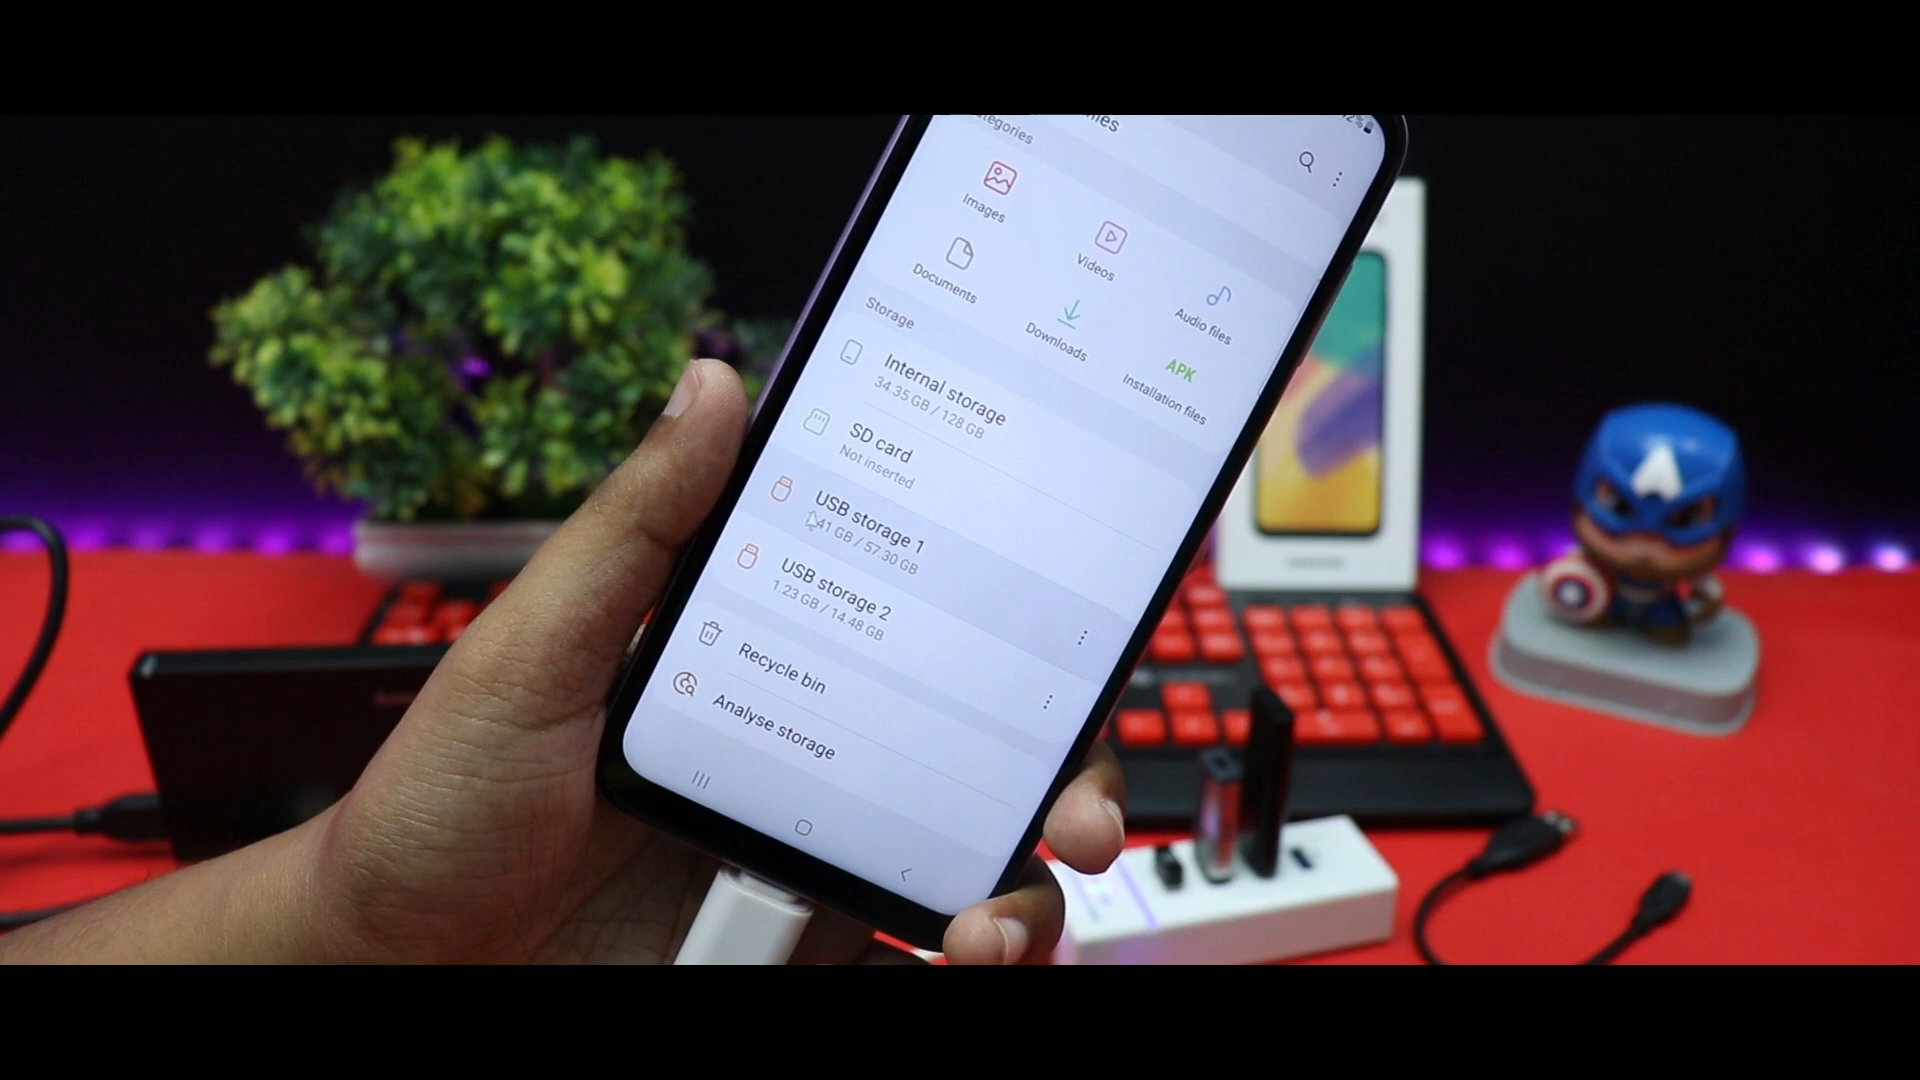 Images
Videos
Audio files
Documents
Downloads
APK
Installation files
Storage
Internal storage
34.35 GB / 128 GB
SD card
Not inserted
USB storage 1
41 GB / 57.30 GB
USB storage 2
1.23 GB / 14.48 GB
Recycle bin
Analyse storage